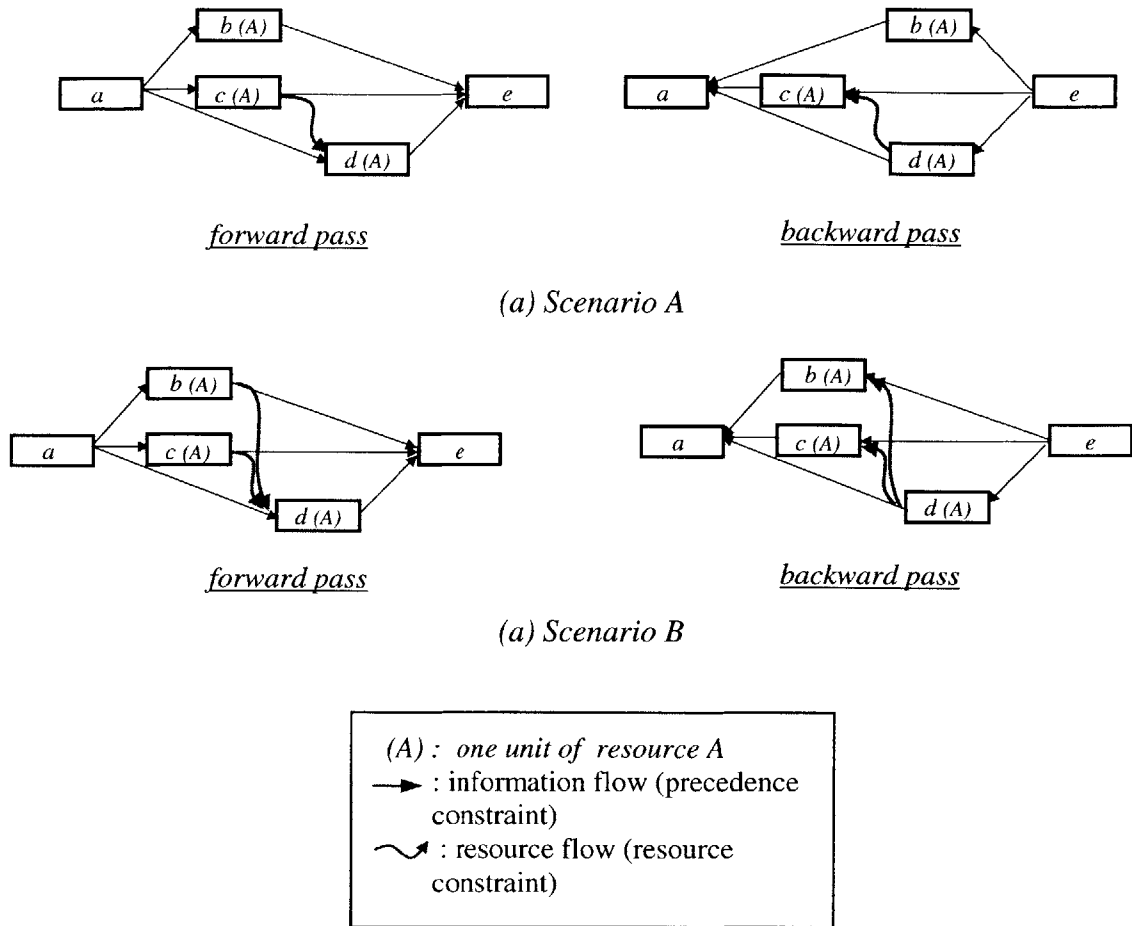 b (A)
a
c (A)
e
d (A)
forward pass
b (A)
a
c (A)
e
d (A)
backward pass
(a) Scenario A
b (A)
a
c (A)
e
d (A)
forward pass
b (A)
a
c (A)
e
d (A)
backward pass
(a) Scenario B
(A) : one unit of resource A
: information flow (precedence
constraint)
: resource flow (resource
constraint)